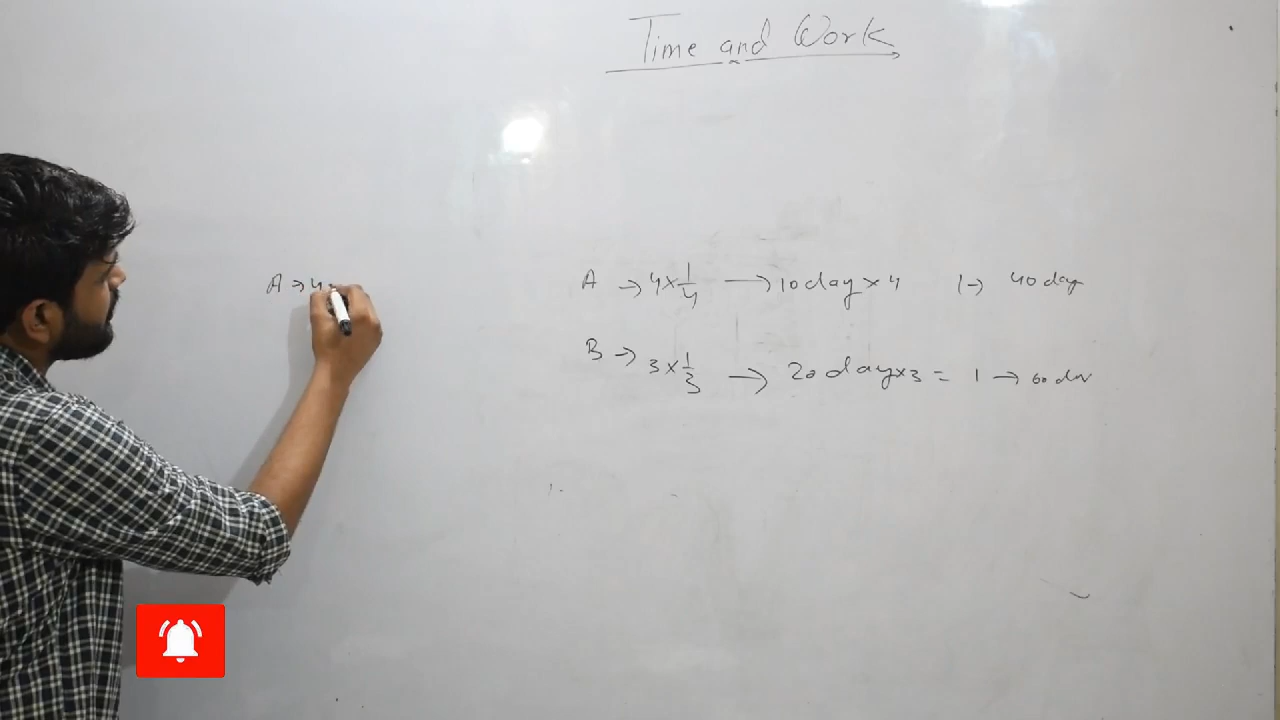 Time and Work
A → 4
A → 4 × 1/4 → 10 day × 4 1 → 40 day
B → 3 × 1/3 → 20 day × 3 = 1 → 60 day